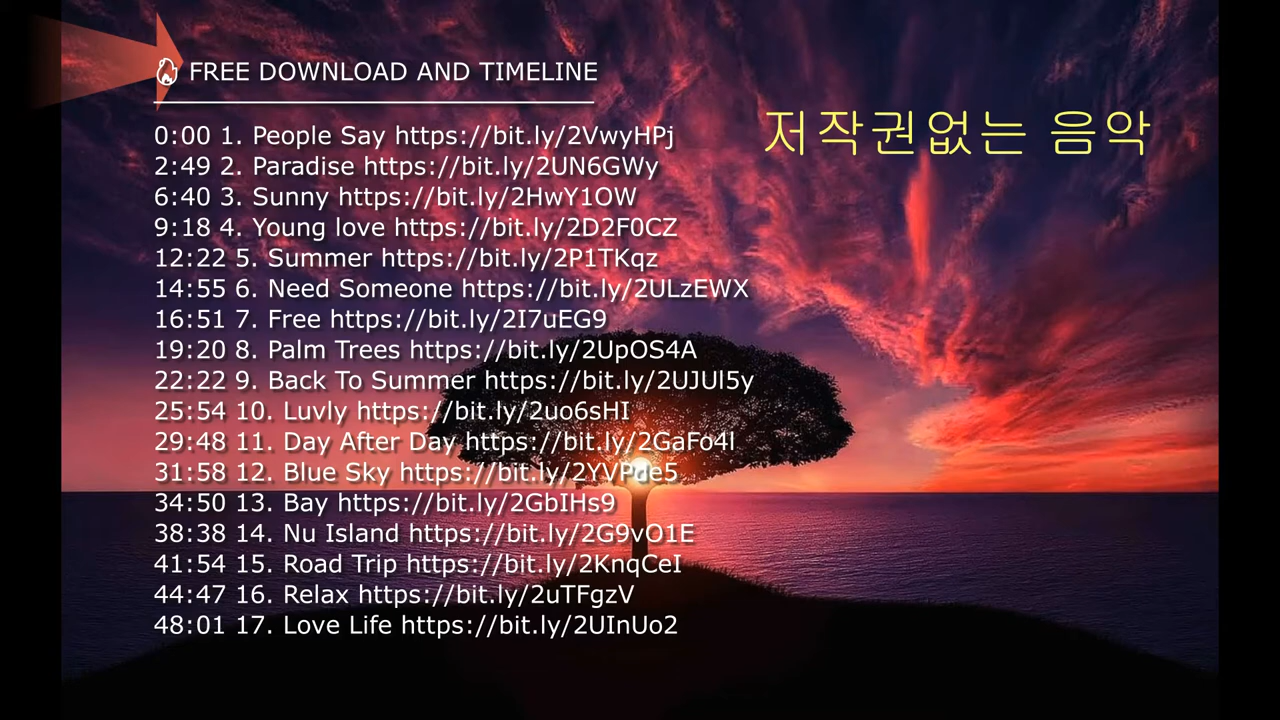 FREE DOWNLOAD AND TIMELINE
저작권없는 음악
0:00 1. People Say https://bit.ly/2VwyHPj
2:49 2. Paradise https://bit.ly/2UN6GWy
6:40 3. Sunny https://bit.ly/2HwY1OW
9:18 4. Young love https://bit.ly/2D2F0CZ
12:22 5. Summer https://bit.ly/2P1TKqz
14:55 6. Need Someone https://bit.ly/2ULzEWX
16:51 7. Free https://bit.ly/2I7uEG9
19:20 8. Palm Trees https://bit.ly/2UpOS4A
22:22 9. Back To Summer https://bit.ly/2UJUl5y
25:54 10. Luvly https://bit.ly/2uo6sHI
29:48 11. Day After Day https://bit.ly/2GaFo4l
31:58 12. Blue Sky https://bit.ly/2YVPde5
34:50 13. Bay https://bit.ly/2GbIHs9
38:38 14. Nu Island https://bit.ly/2G9vO1E
41:54 15. Road Trip https://bit.ly/2KnqCeI
44:47 16. Relax https://bit.ly/2uTFgzV
48:01 17. Love Life https://bit.ly/2UInUo2